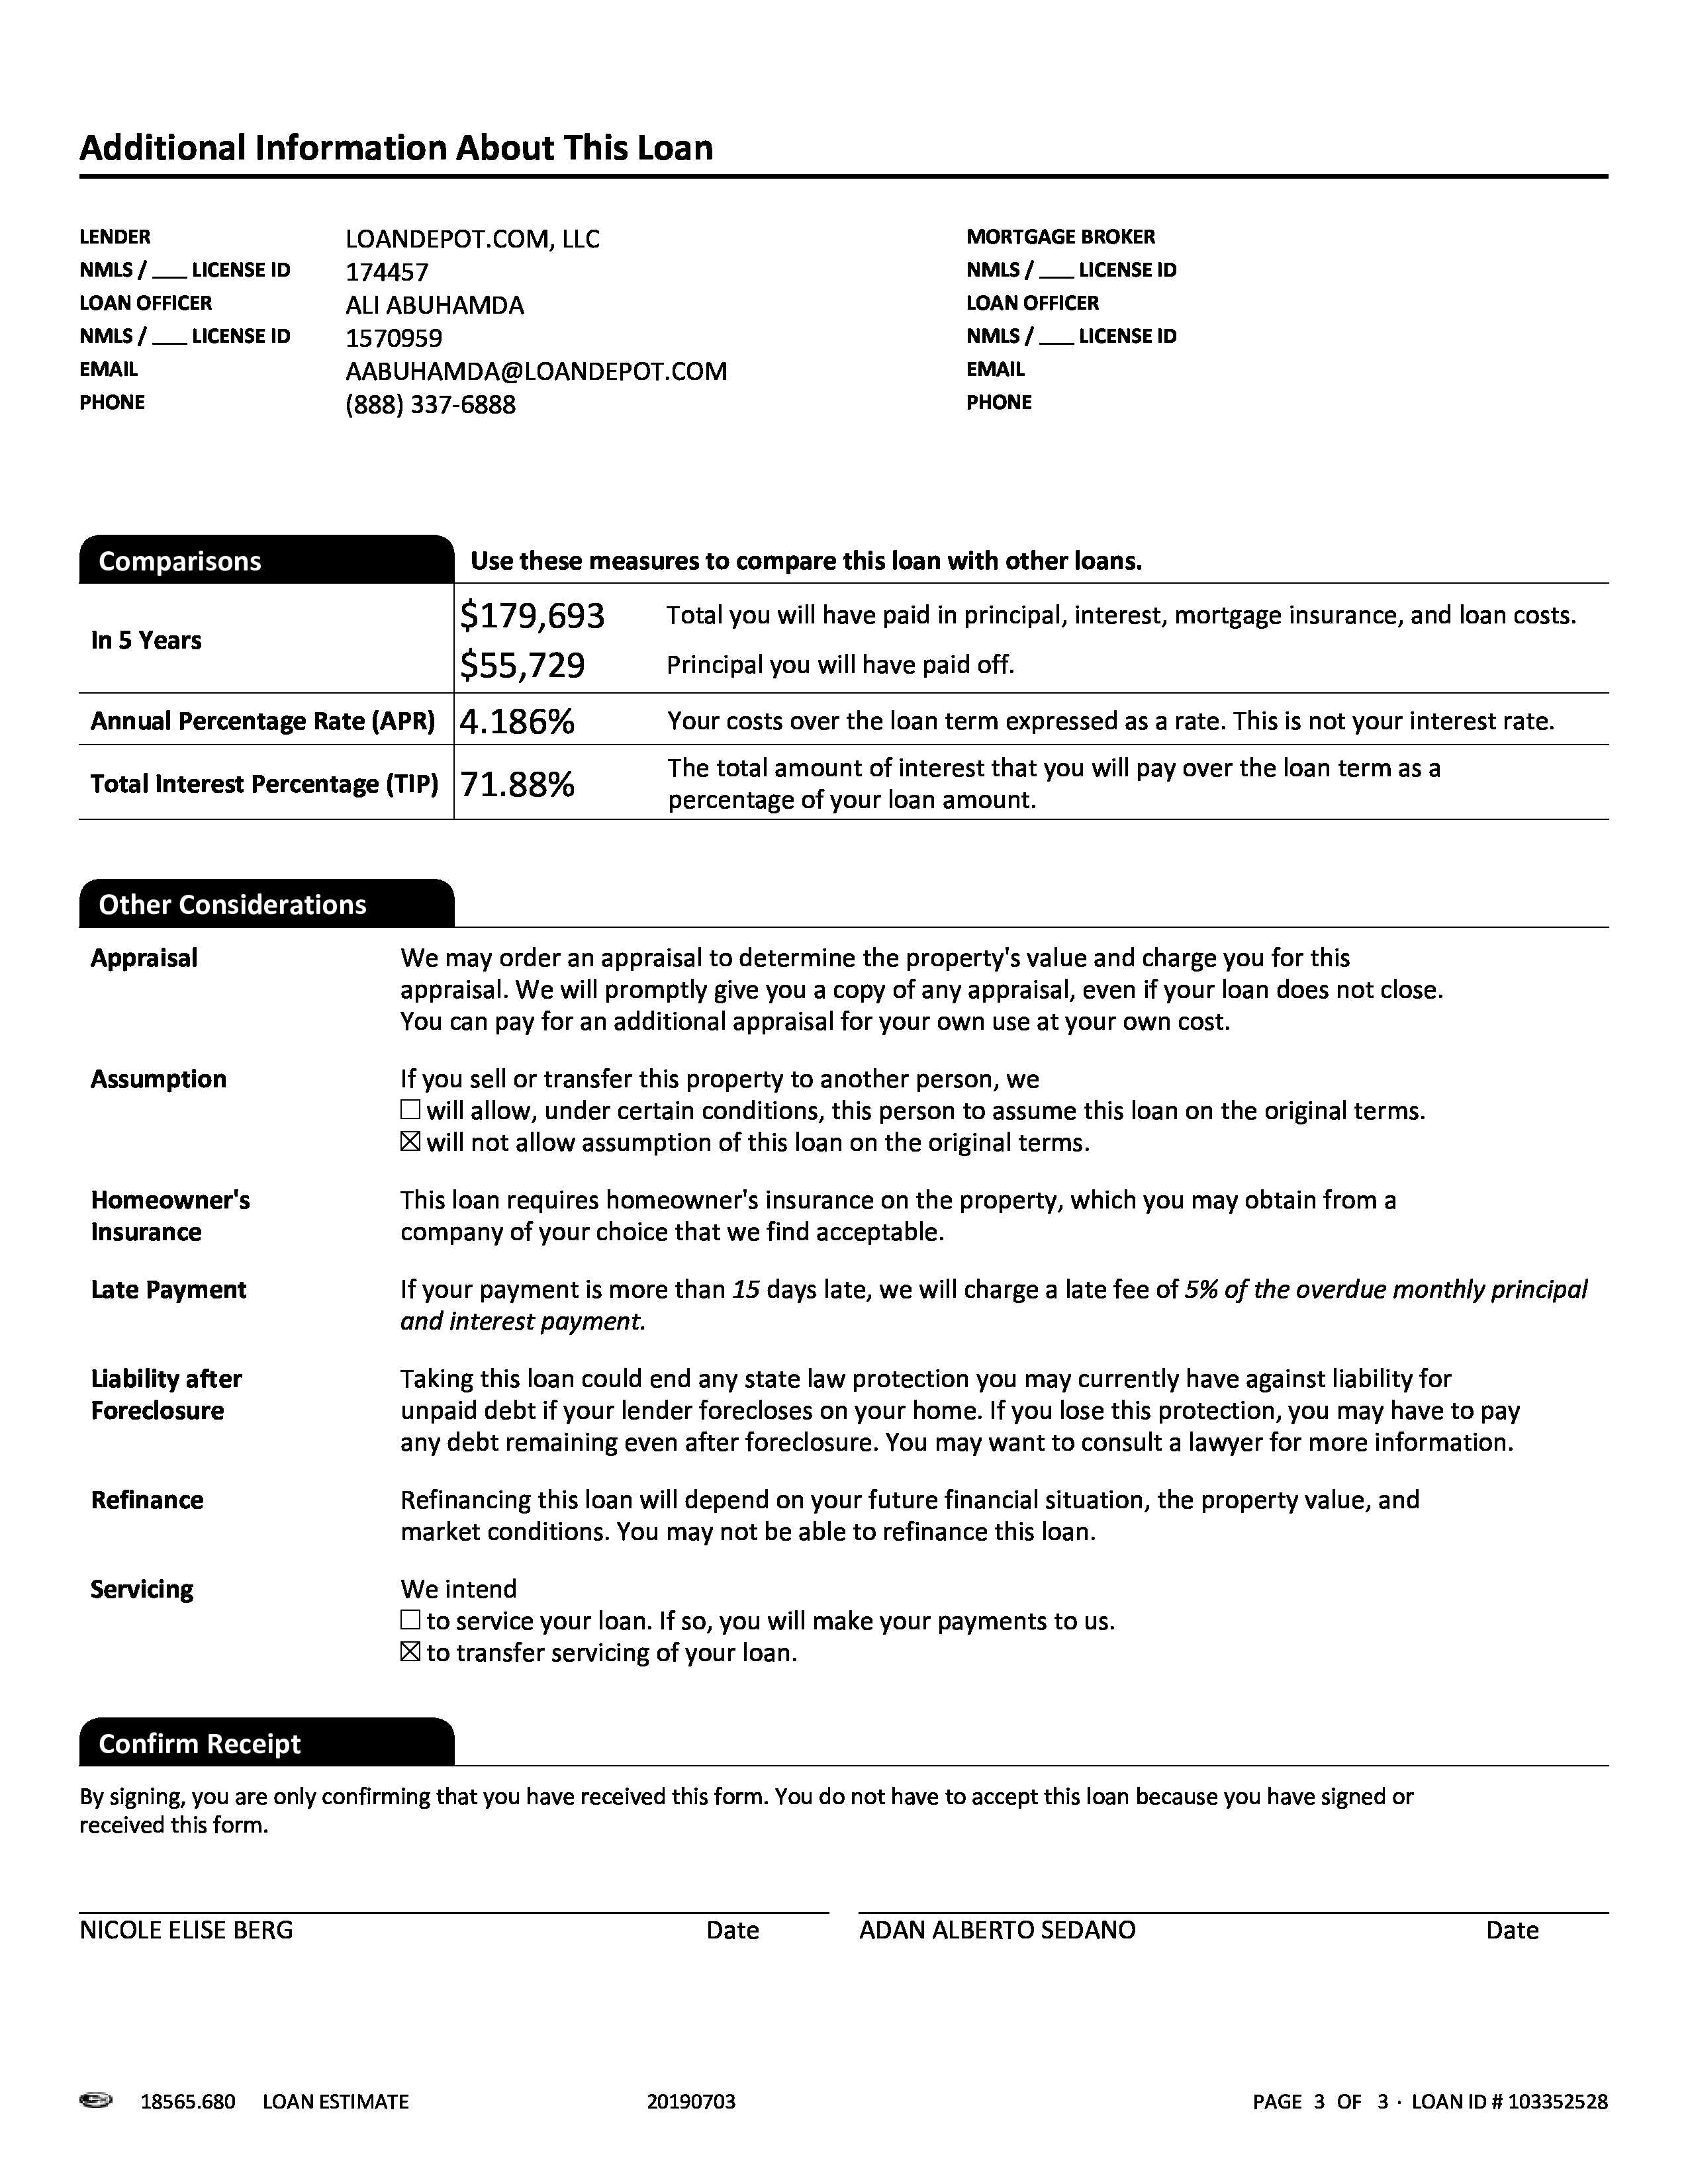 Additional Information About This Loan
LENDER LOANDEPOT.COM, LLC
NMLS / ___ LICENSE ID 174457
LOAN OFFICER ALI ABUHAMDA
NMLS / ___ LICENSE ID 1570959
EMAIL AABUHAMDA@LOANDEPOT.COM
PHONE (888) 337-6888
MORTGAGE BROKER
NMLS / ___ LICENSE ID
LOAN OFFICER
NMLS / ___ LICENSE ID
EMAIL
PHONE
Comparisons Use these measures to compare this loan with other loans.
In 5 Years
$179,693 Total you will have paid in principal, interest, mortgage insurance, and loan costs.
$55,729 Principal you will have paid off.
Annual Percentage Rate (APR) 4.186% Your costs over the loan term expressed as a rate. This is not your interest rate.
Total Interest Percentage (TIP) 71.88% The total amount of interest that you will pay over the loan term as a
percentage of your loan amount.
Other Considerations
Appraisal We may order an appraisal to determine the property's value and charge you for this
appraisal. We will promptly give you a copy of any appraisal, even if your loan does not close.
You can pay for an additional appraisal for your own use at your own cost.
Assumption If you sell or transfer this property to another person, we
☐ will allow, under certain conditions, this person to assume this loan on the original terms.
☒ will not allow assumption of this loan on the original terms.
Homeowner's This loan requires homeowner's insurance on the property, which you may obtain from a
Insurance company of your choice that we find acceptable.
Late Payment If your payment is more than 15 days late, we will charge a late fee of 5% of the overdue monthly principal
and interest payment.
Liability after Taking this loan could end any state law protection you may currently have against liability for
Foreclosure unpaid debt if your lender forecloses on your home. If you lose this protection, you may have to pay
any debt remaining even after foreclosure. You may want to consult a lawyer for more information.
Refinance Refinancing this loan will depend on your future financial situation, the property value, and
market conditions. You may not be able to refinance this loan.
Servicing We intend
☐ to service your loan. If so, you will make your payments to us.
☒ to transfer servicing of your loan.
Confirm Receipt
By signing, you are only confirming that you have received this form. You do not have to accept this loan because you have signed or
received this form.
NICOLE ELISE BERG Date ADAN ALBERTO SEDANO Date
18565.680 LOAN ESTIMATE 20190703 PAGE 3 OF 3 · LOAN ID # 103352528